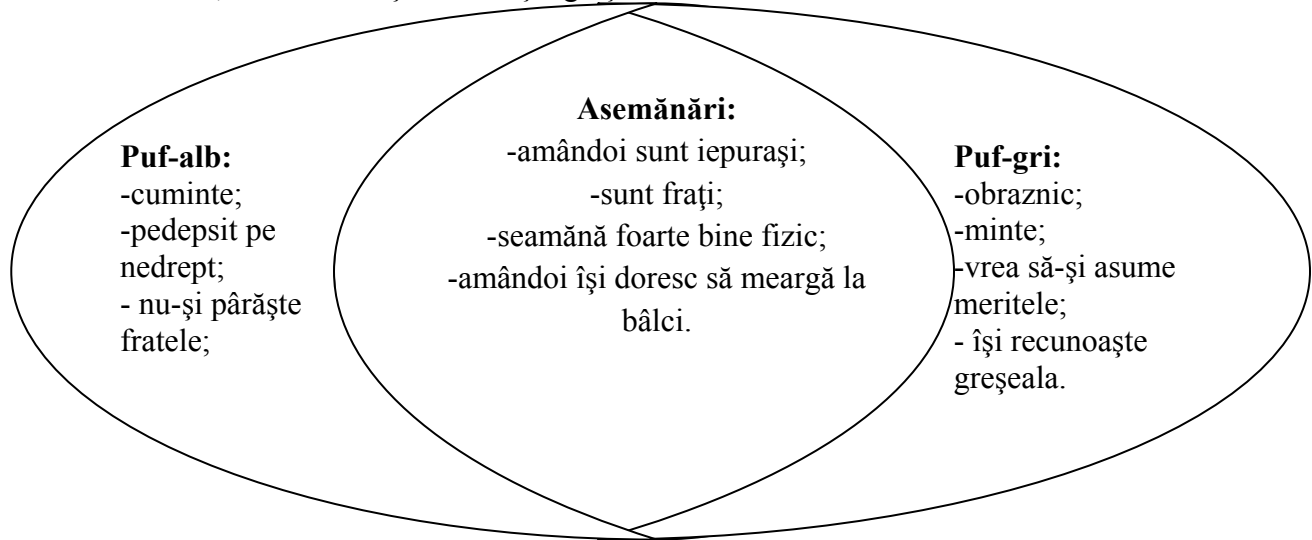 Puf-alb:
-cuminte;
-pedepsit pe
nedrept;
- nu-şi pârăşte
fratele;
Asemănări:
-amândoi sunt iepuraşi;
-sunt fraţi;
-seamănă foarte bine fizic;
-amândoi îşi doresc să meargă la
bâlci.
Puf-gri:
-obraznic;
-minte;
-vrea să-şi asume
meritele;
- îşi recunoaşte
greşeala.